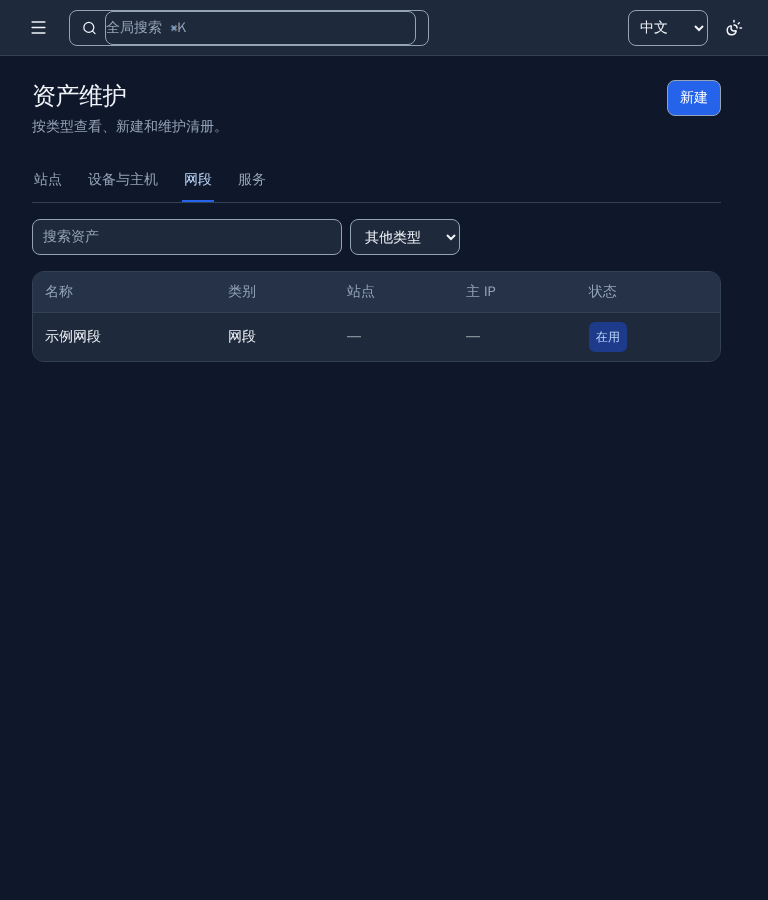 全局搜索 ⌘K
中文
资产维护
新建
按类型查看、新建和维护清册。
站点 设备与主机 网段 服务
搜索资产 其他类型
名称 类别 站点 主 IP 状态
示例网段 网段 — — 在用